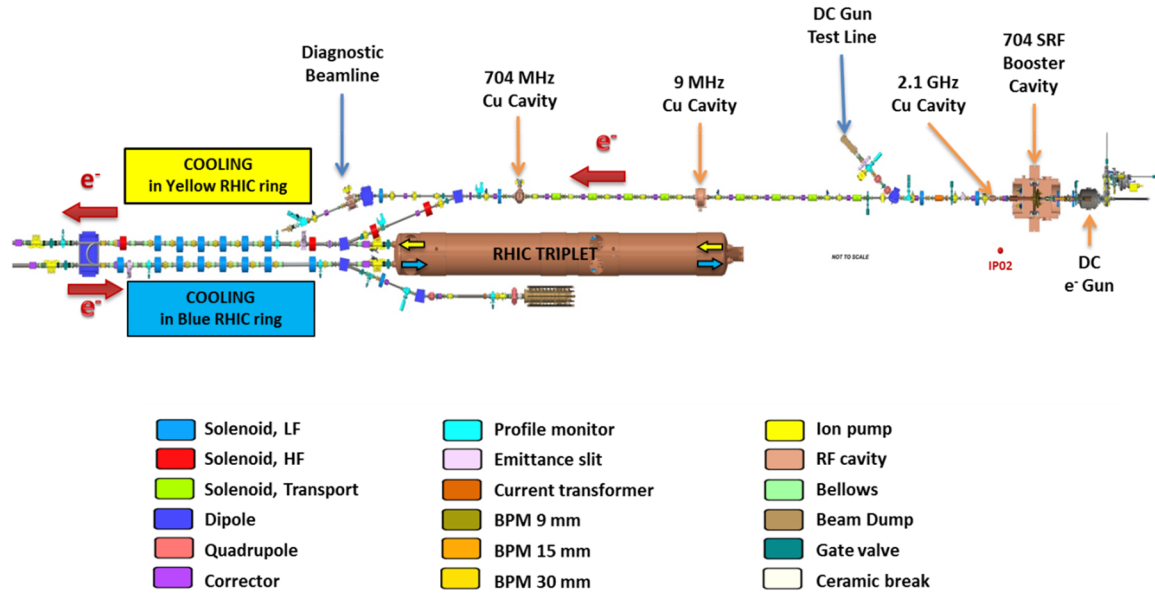 DC Gun
Test Line
704 SRF
Booster
Cavity
Diagnostic
Beamline
704 MHz
Cu Cavity
9 MHz
Cu Cavity
2.1 GHz
Cu Cavity
e-
COOLING
in Yellow RHIC ring
e-
RHIC TRIPLET
NOT TO SCALE
IP02
DC
e- Gun
e-
COOLING
in Blue RHIC ring
Solenoid, LF
Solenoid, HF
Solenoid, Transport
Dipole
Quadrupole
Corrector
Profile monitor
Emittance slit
Current transformer
BPM 9 mm
BPM 15 mm
BPM 30 mm
Ion pump
RF cavity
Bellows
Beam Dump
Gate valve
Ceramic break